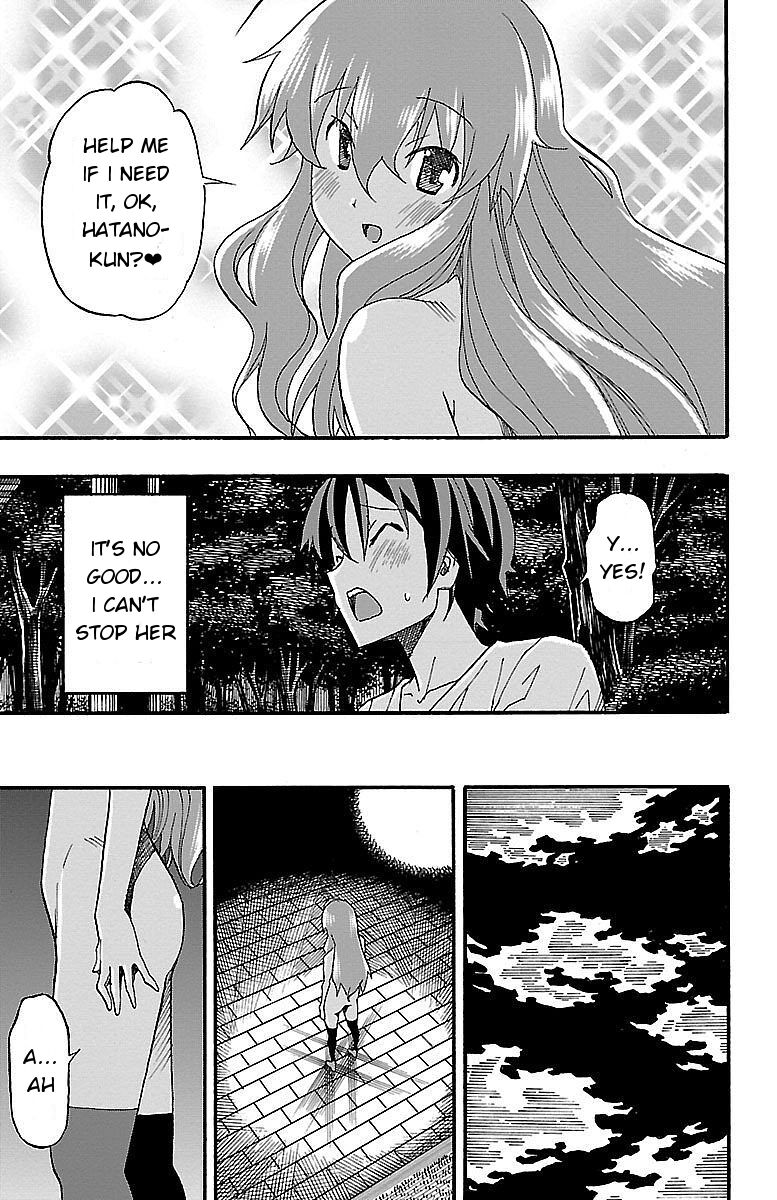 HELP ME
IF I NEED
IT, OK,
HATANO-
KUN?♥
Y...
YES!
IT'S NO
GOOD...
I CAN'T
STOP HER
A...
AH